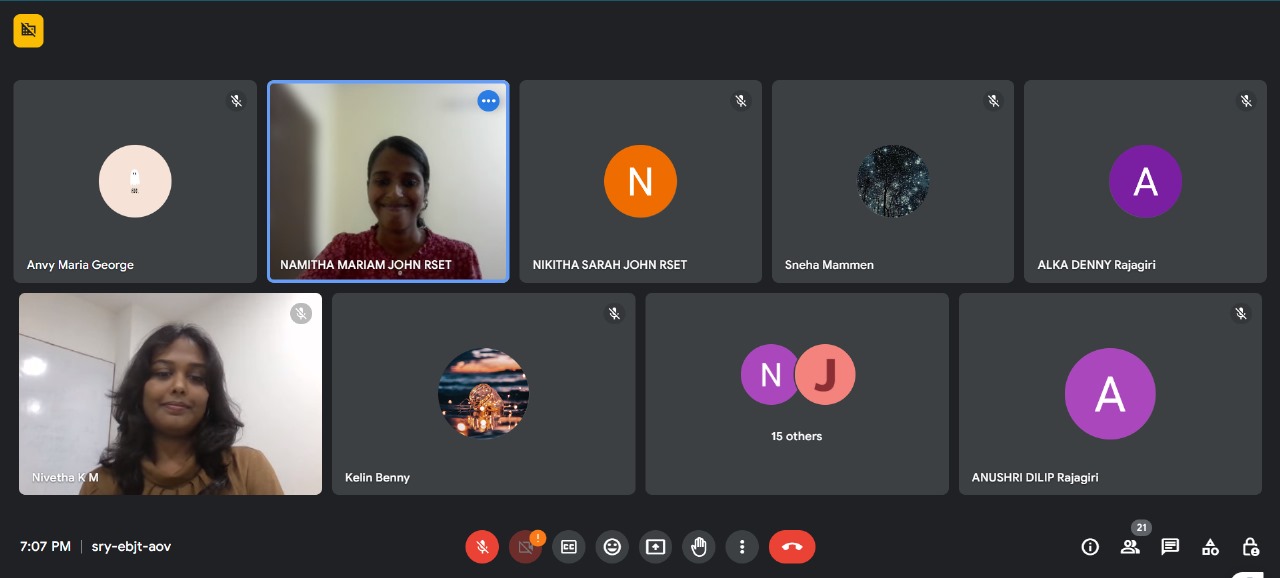 Anvy Maria George
NAMITHA MARIAM JOHN RSET
N
NIKITHA SARAH JOHN RSET
Sneha Mammen
A
ALKA DENNY Rajagiri
Nivetha K M
Kelin Benny
N J
15 others
A
ANUSHRI DILIP Rajagiri
7:07 PM | sry-ebjt-aov
!
CC
21